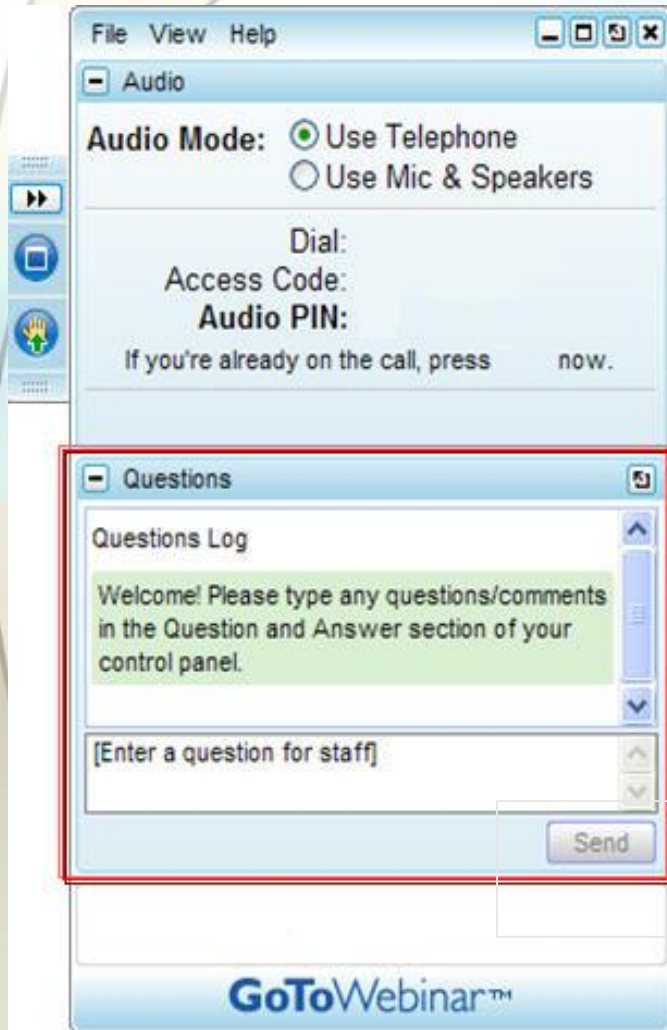 File View Help
Audio
Audio Mode: Use Telephone
Use Mic & Speakers
Dial:
Access Code:
Audio PIN:
If you're already on the call, press now.
Questions
Questions Log
Welcome! Please type any questions/comments
in the Question and Answer section of your
control panel.
[Enter a question for staff]
Send
GoToWebinar™